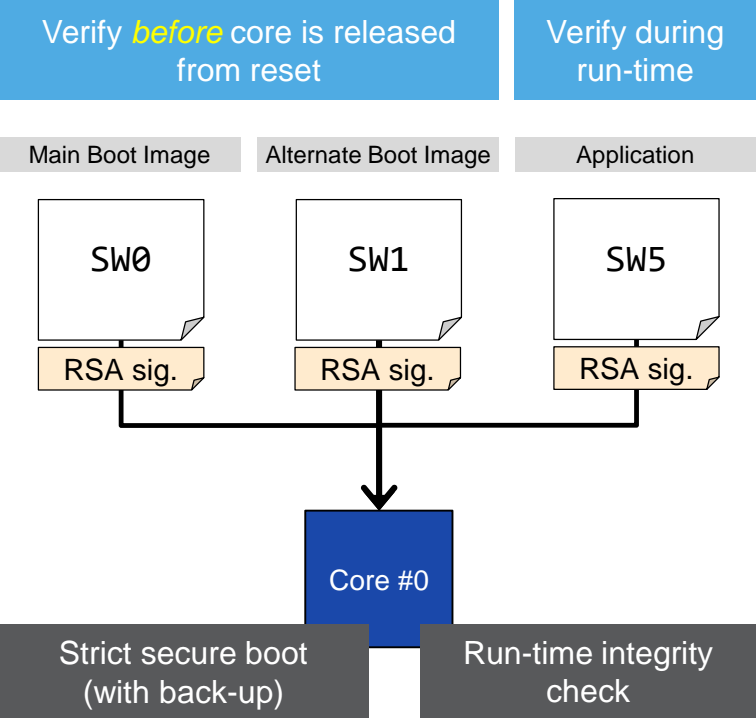 Verify before core is released
from reset
Verify during
run-time
Main Boot Image
Alternate Boot Image
Application
SW0
SW1
SW5
RSA sig.
RSA sig.
RSA sig.
Core #0
Strict secure boot
(with back-up)
Run-time integrity
check